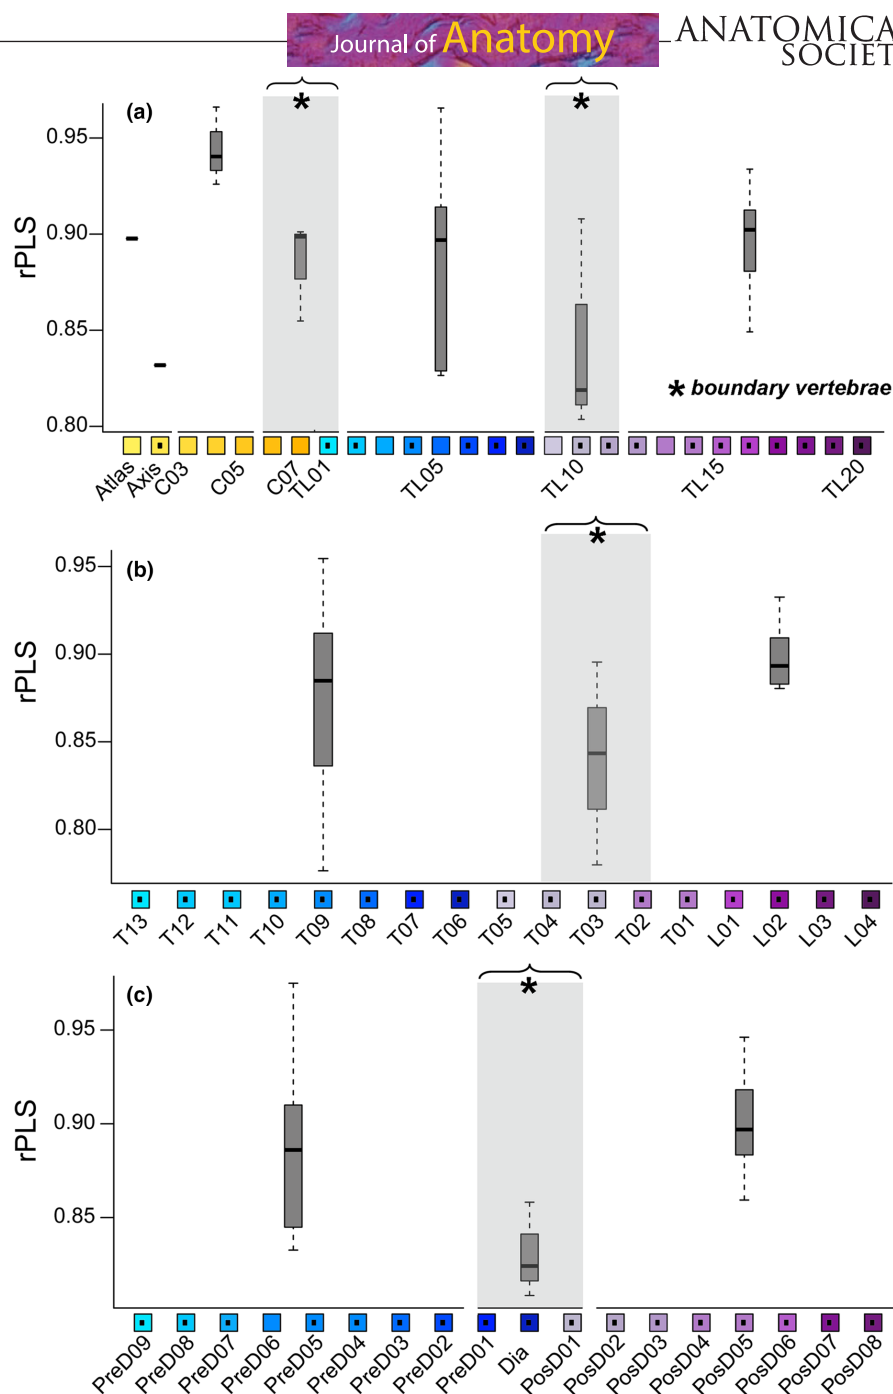 Journal of Anatomy
ANATOMICA
SOCIET
(a)
*
*
0.95
0.90
0.85
0.80
rPLS
* boundary vertebrae
Atlas Axis C03 C05 C07 TL01 TL05 TL10 TL15 TL20
(b)
*
0.95
0.90
0.85
0.80
rPLS
T13 T12 T11 T10 T09 T08 T07 T06 T05 T04 T03 T02 T01 L01 L02 L03 L04
(c)
*
0.95
0.90
0.85
rPLS
PreD09 PreD08 PreD07 PreD06 PreD05 PreD04 PreD03 PreD02 PreD01 Dia PosD01 PosD02 PosD03 PosD04 PosD05 PosD06 PosD07 PosD08